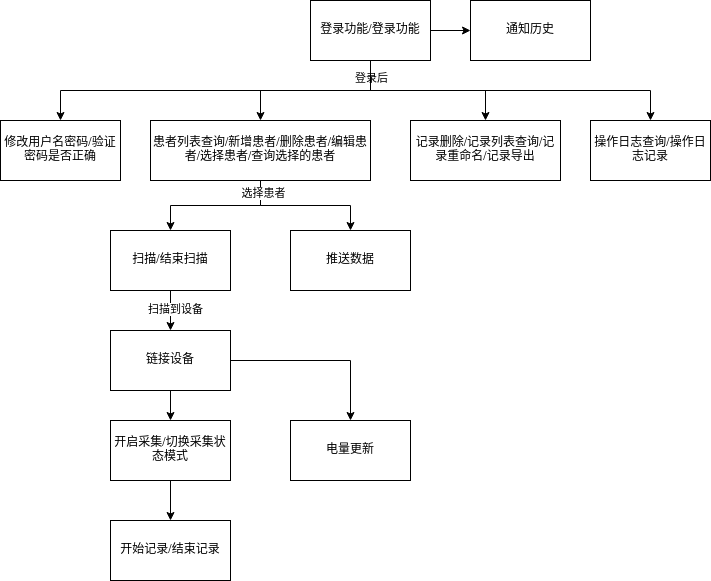 登录功能/登录功能
通知历史
登录后
修改用户名密码/验证
密码是否正确
患者列表查询/新增患者/删除患者/编辑患
者/选择患者/查询选择的患者
记录删除/记录列表查询/记
录重命名/记录导出
操作日志查询/操作日
志记录
选择患者
扫描/结束扫描
推送数据
扫描到设备
链接设备
开启采集/切换采集状
态模式
电量更新
开始记录/结束记录